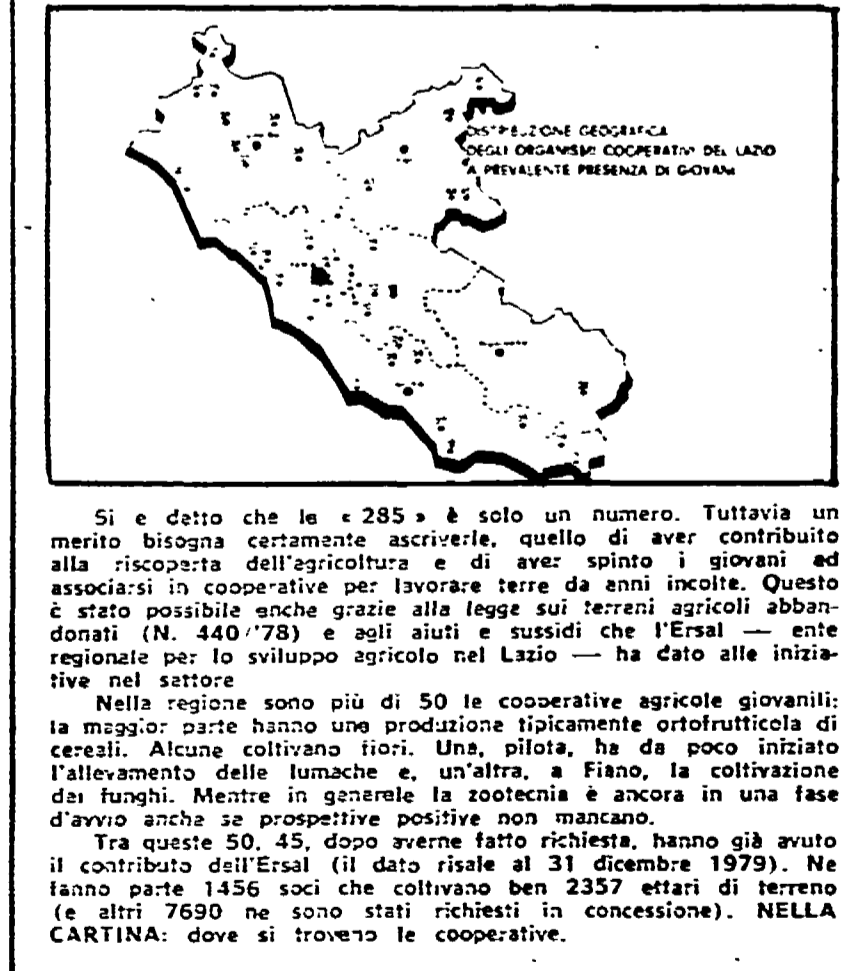 DISTRIBUZIONE GEOGRAFICA
DEGLI ORGANISMI COOPERATIVI DEL LAZIO
A PREVALENTE PRESENZA DI GIOVANI
Si e detto che la « 285 » è solo un numero. Tuttavia un
merito bisogna certamente ascriverle, quello di aver contribuito
alla riscoperta dell'agricoltura e di aver spinto i giovani ad
associarsi in cooperative per lavorare terre da anni incolte. Questo
è stato possibile anche grazie alla legge sui terreni agricoli abban-
donati (N. 440/'78) e agli aiuti e sussidi che l'Ersal — ente
regionale per lo sviluppo agricolo nel Lazio — ha dato alle inizia-
tive nel settore
Nella regione sono più di 50 le cooperative agricole giovanili:
la maggior parte hanno una produzione tipicamente ortofrutticola di
cereali. Alcune coltivano fiori. Una, pilota, ha da poco iniziato
l'allevamento delle lumache e, un'altra, a Fiano, la coltivazione
dei funghi. Mentre in generale la zootecnia è ancora in una fase
d'avvio anche se prospettive positive non mancano.
Tra queste 50, 45, dopo averne fatto richiesta, hanno già avuto
il contributo dell'Ersal (il dato risale al 31 dicembre 1979). Ne
fanno parte 1456 soci che coltivano ben 2357 ettari di terreno
(e altri 7690 ne sono stati richiesti in concessione). NELLA
CARTINA: dove si trovano le cooperative.